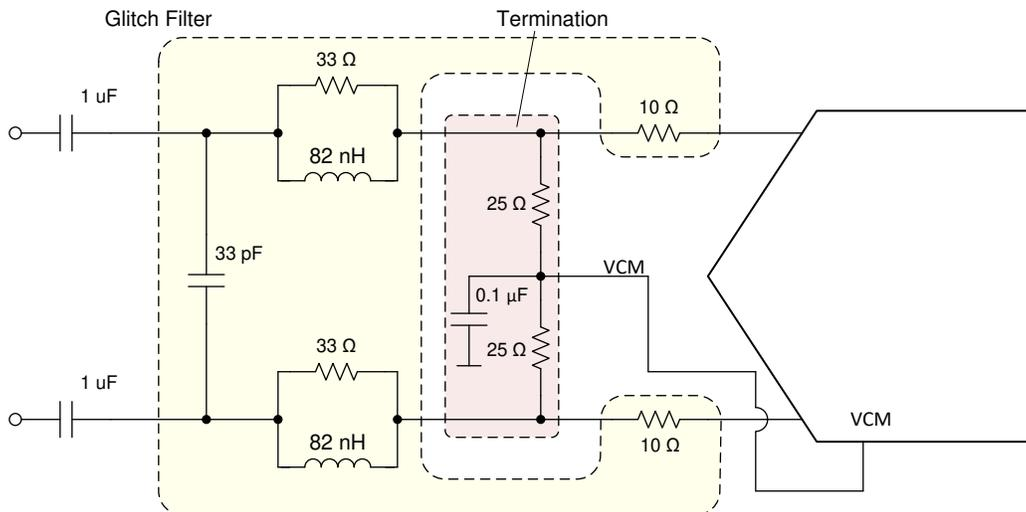 Glitch Filter
Termination
33 Ω
1 uF
10 Ω
82 nH
25 Ω
33 pF
VCM
0.1 µF
33 Ω
25 Ω
1 uF
VCM
82 nH
10 Ω